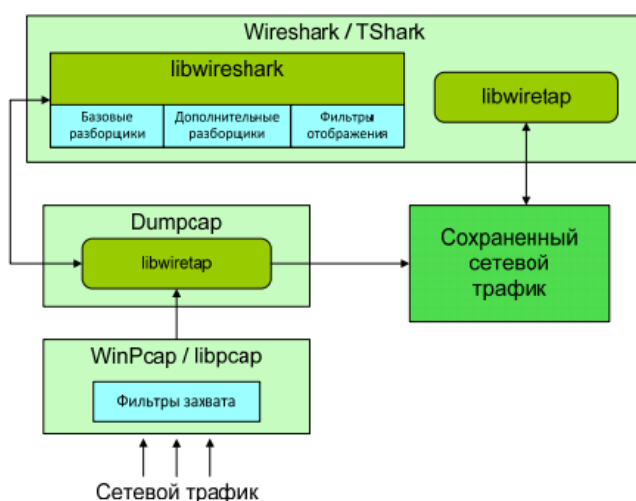 Wireshark / TShark
libwireshark
Базовые
разборщики
Дополнительные
разборщики
Фильтры
отображения
libwiretap
Dumpcap
libwiretap
Сохраненный
сетевой
трафик
WinPcap / libpcap
Фильтры захвата
Сетевой трафик